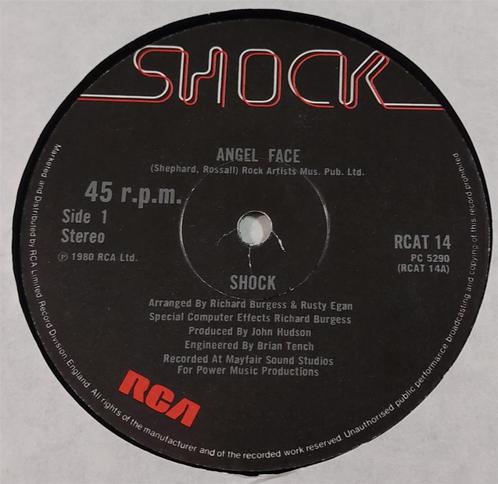 SHOCK
ANGEL FACE
(Shephard, Rossall) Rock Artists Mus. Pub. Ltd.
45 r.p.m.
Side 1
Stereo
℗ 1980 RCA Ltd.
RCAT 14
PC 5290
(RCAT 14A)
SHOCK
Arranged By Richard Burgess & Rusty Egan
Special Computer Effects Richard Burgess
Produced By John Hudson
Engineered By Brian Tench
Recorded At Mayfair Sound Studios
For Power Music Productions
RCA
Marketed and Distributed by RCA Limited Record Division England. All rights of the manufacturer and of the recorded work reserved. Unauthorised public performance broadcasting and copying of this record prohibited.